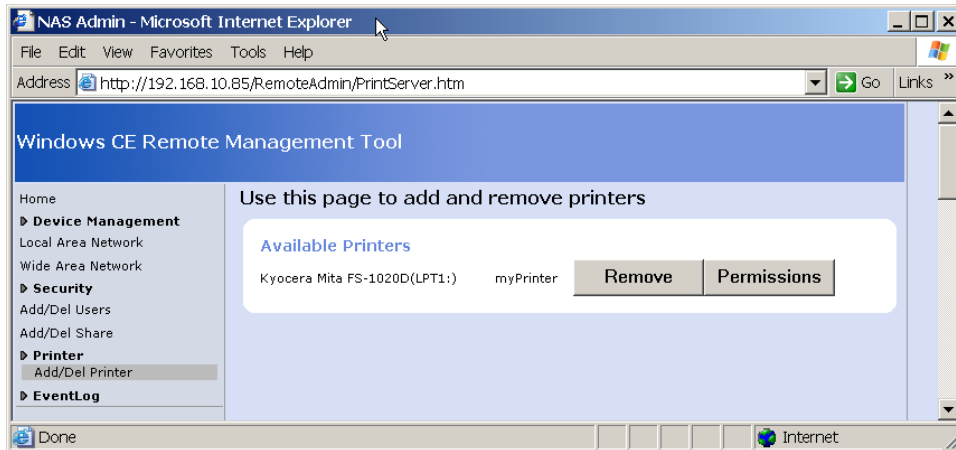 NAS Admin - Microsoft Internet Explorer
File Edit View Favorites Tools Help
Address http://192.168.10.85/RemoteAdmin/PrintServer.htm Go Links »
Windows CE Remote Management Tool
Home
Device Management
Local Area Network
Wide Area Network
Security
Add/Del Users
Add/Del Share
Printer
Add/Del Printer
EventLog
Use this page to add and remove printers
Available Printers
Kyocera Mita FS-1020D(LPT1:) myPrinter Remove Permissions
Done Internet